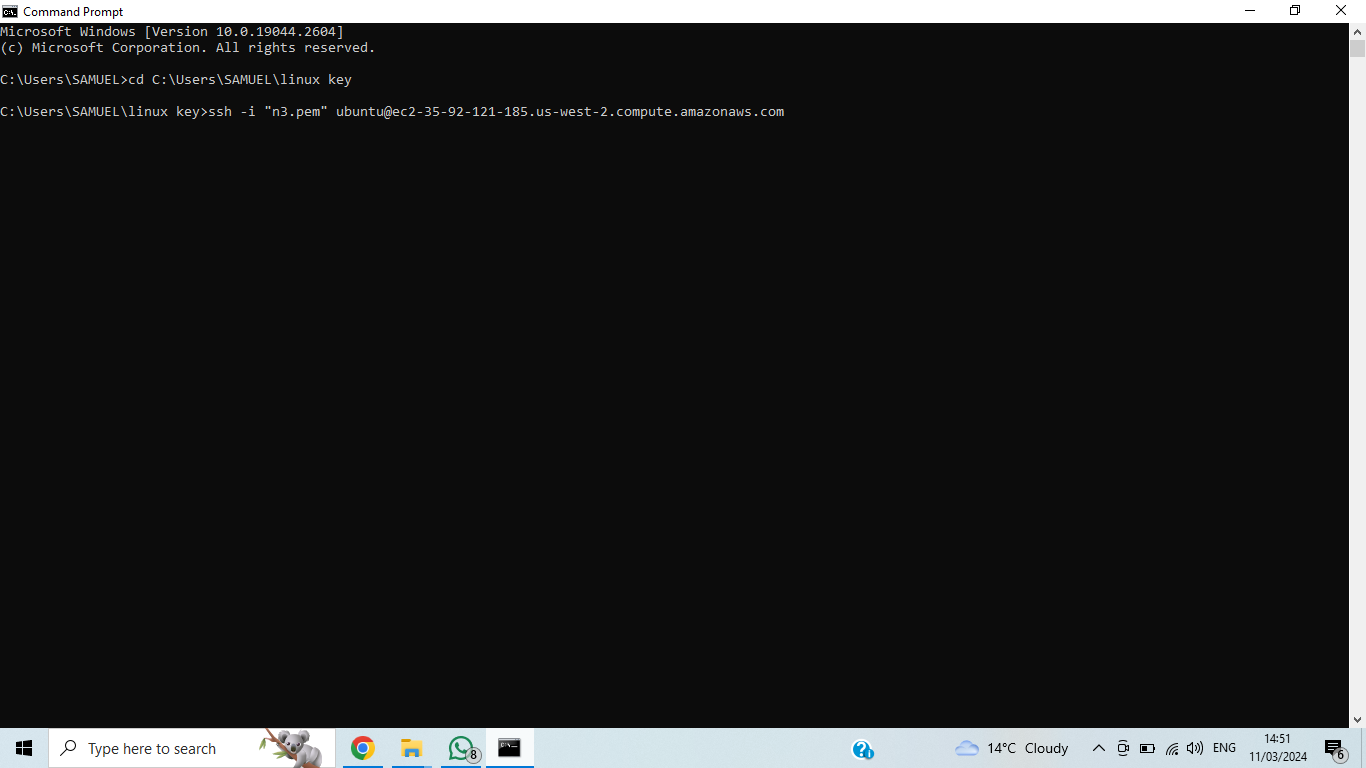 Command Prompt
Microsoft Windows [Version 10.0.19044.2604]
(c) Microsoft Corporation. All rights reserved.
C:\Users\SAMUEL>cd C:\Users\SAMUEL\linux key
C:\Users\SAMUEL\linux key>ssh -i "n3.pem" ubuntu@ec2-35-92-121-185.us-west-2.compute.amazonaws.com
Type here to search
8
14°C Cloudy
ENG
14:51
11/03/2024
6